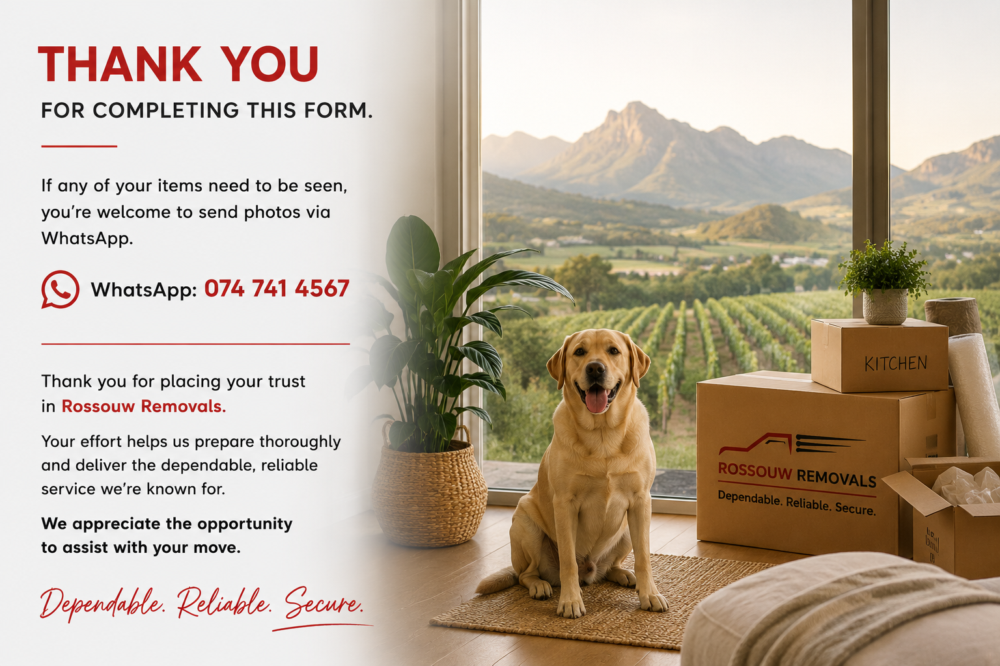 THANK YOU
FOR COMPLETING THIS FORM.
If any of your items need to be seen,
you're welcome to send photos via
WhatsApp.
WhatsApp: 074 741 4567
Thank you for placing your trust
in Rossouw Removals.
Your effort helps us prepare thoroughly
and deliver the dependable, reliable
service we're known for.
We appreciate the opportunity
to assist with your move.
Dependable. Reliable. Secure.
KITCHEN
ROSSOUW REMOVALS
Dependable. Reliable. Secure.